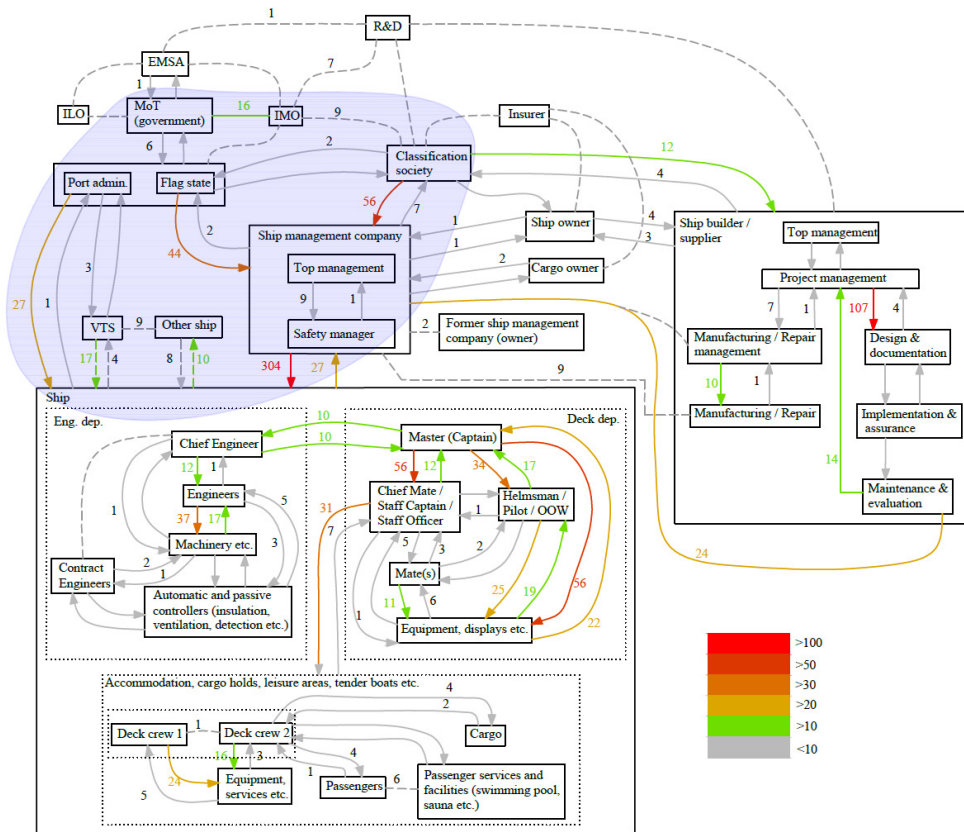 1
R&D
EMSA
7
1
ILO
MoT
(government)
16
IMO
9
Insurer
6
2
Classification
society
12
4
Port admin.
Flag state
56
7
44
2
Ship management company
1
Ship owner
4
3
Ship builder /
supplier
Top management
1
Top management
2
Cargo owner
Project management
27
1
3
9
1
7
1
107
4
VTS
9
Other ship
Safety manager
2
Former ship management
company (owner)
Manufacturing / Repair
management
Design &
documentation
17
4
8
10
304
27
9
10
1
Ship
Manufacturing / Repair
Implementation &
assurance
Eng. dep.
Deck dep.
10
10
Chief Engineer
Master (Captain)
12
1
56
12
34
17
14
Engineers
Chief Mate /
Staff Captain /
Staff Officer
Helmsman /
Pilot / OOW
Maintenance &
evaluation
5
31
7
1
37
17
1
3
Machinery etc.
5
3
2
24
2
1
Contract
Engineers
Mate(s)
56
Automatic and passive
controllers (insulation,
ventilation, detection etc.)
11
6
25
19
1
22
Equipment, displays etc.
>100
>50
>30
>20
>10
<10
Accommodation, cargo holds, leisure areas, tender boats etc.
4
2
Deck crew 1
1
Deck crew 2
Cargo
16
3
4
1
24
5
Equipment,
services etc.
Passengers
6
Passenger services and
facilities (swimming pool,
sauna etc.)